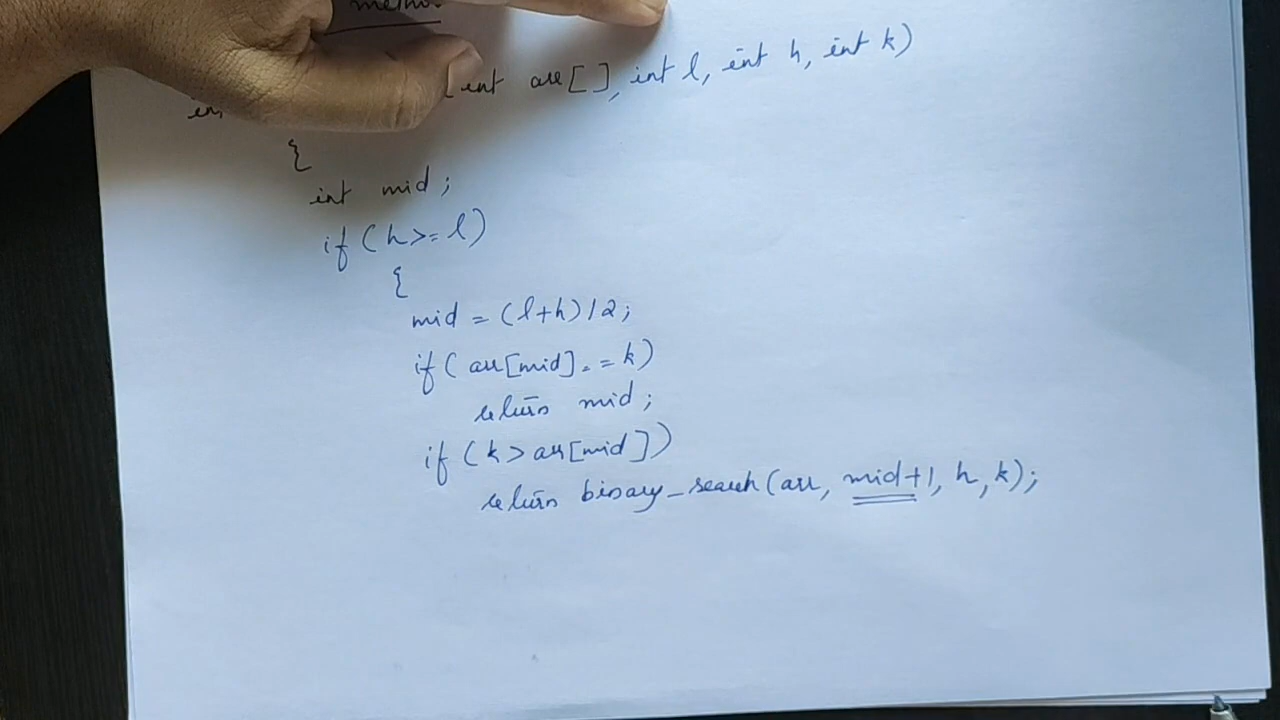 int arr[], int l, int h, int k)
{
int mid;
if (h>=l)
{
mid = (l+h)/2;
if (arr[mid] == k)
return mid;
if (k>arr[mid])
return binary_search(arr, mid+1, h, k);